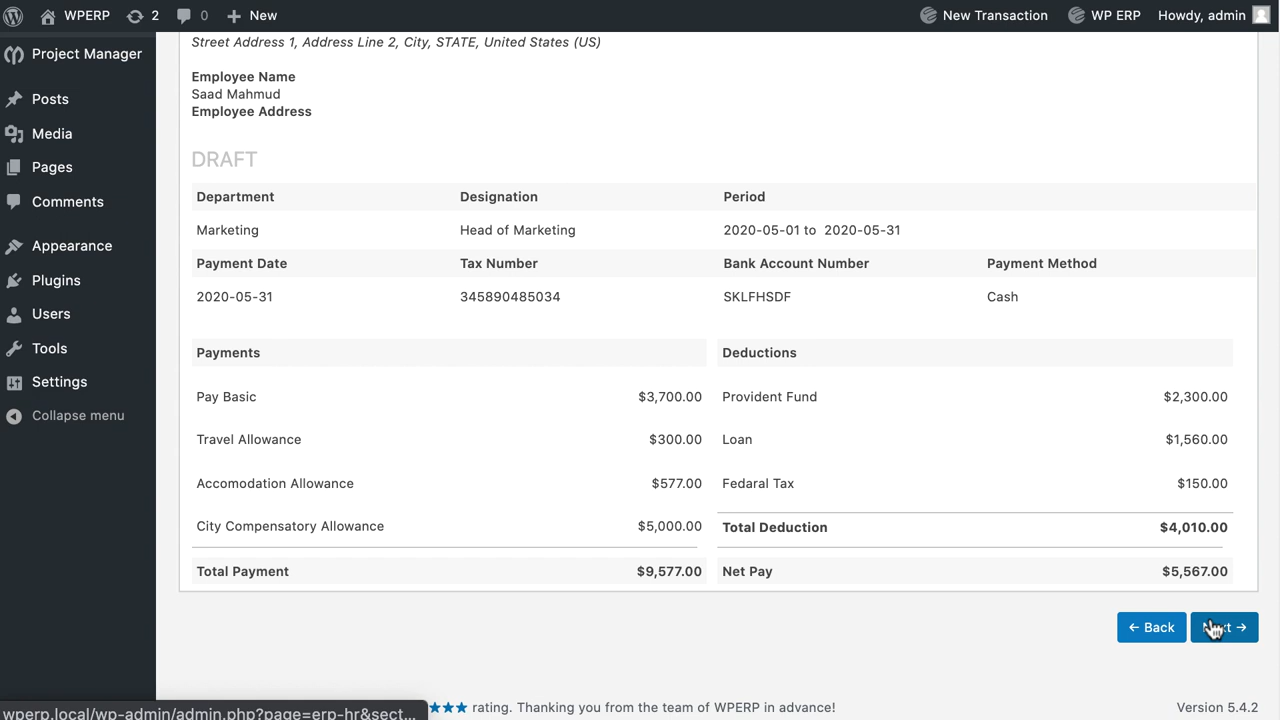 WPERP 2 0 New New Transaction WP ERP Howdy, admin
Project Manager
Posts
Media
Pages
Comments
Appearance
Plugins
Users
Tools
Settings
Collapse menu
Street Address 1, Address Line 2, City, STATE, United States (US)
Employee Name
Saad Mahmud
Employee Address
DRAFT
Department Designation Period
Marketing Head of Marketing 2020-05-01 to 2020-05-31
Payment Date Tax Number Bank Account Number Payment Method
2020-05-31 345890485034 SKLFHSDF Cash
Payments
Pay Basic $3,700.00
Travel Allowance $300.00
Accomodation Allowance $577.00
City Compensatory Allowance $5,000.00
Total Payment $9,577.00
Deductions
Provident Fund $2,300.00
Loan $1,560.00
Fedaral Tax $150.00
Total Deduction $4,010.00
Net Pay $5,567.00
← Back
→
wperp.local/wp-admin/admin.php?page=erp-hr&sect... ★★★ rating. Thanking you from the team of WPERP in advance! Version 5.4.2